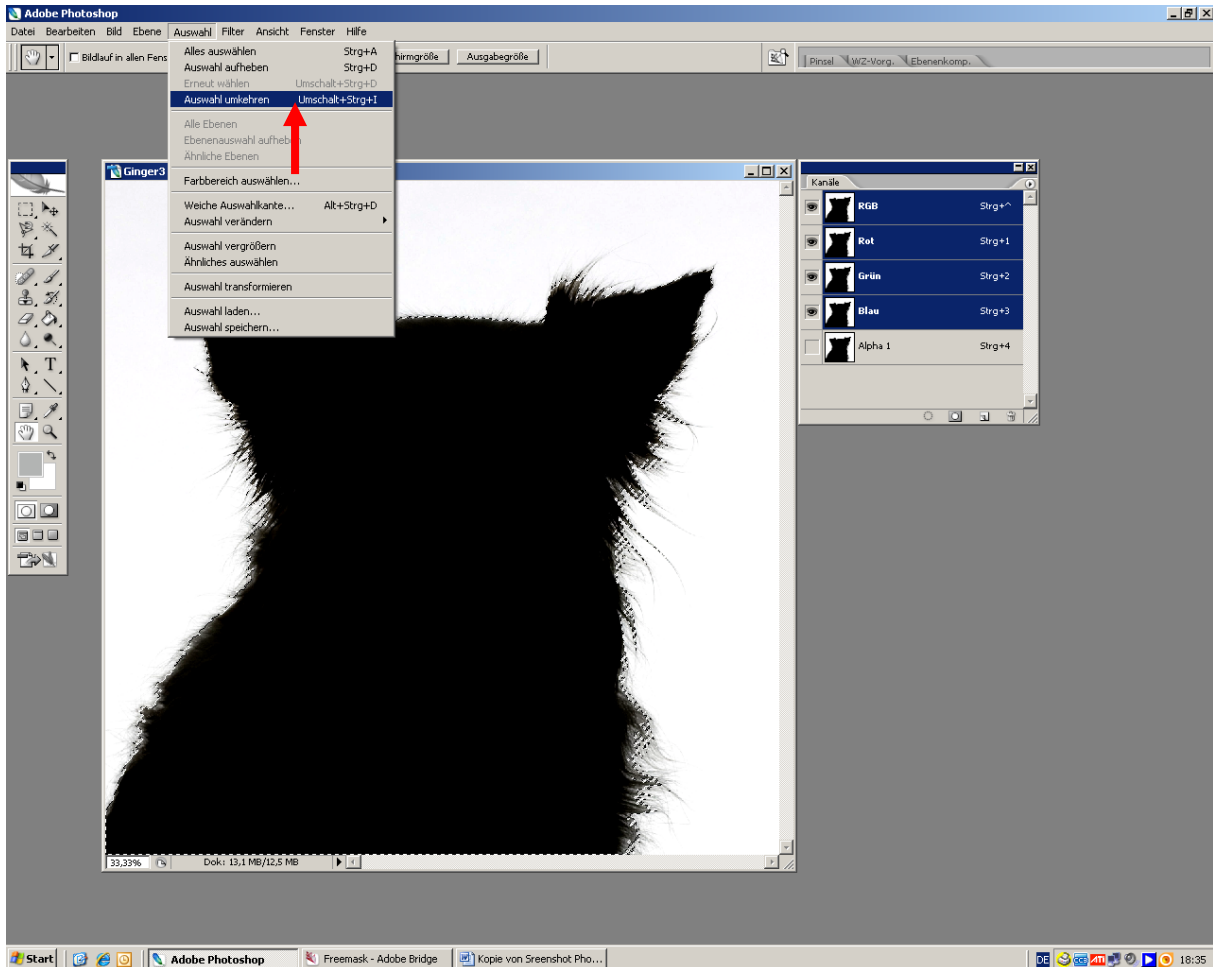 Adobe Photoshop
Datei Bearbeiten Bild Ebene Auswahl Filter Ansicht Fenster Hilfe
Bildlauf in allen Fens
hirmgröße
Ausgabegröße
Pinsel WZ-Vorg. Ebenenkomp.
Alles auswählen Strg+A
Auswahl aufheben Strg+D
Erneut wählen Umschalt+Strg+D
Auswahl umkehren Umschalt+Strg+I
Alle Ebenen
Ebenenauswahl aufheben
Ähnliche Ebenen
Farbbereich auswählen...
Weiche Auswahlkante... Alt+Strg+D
Auswahl verändern
Auswahl vergrößern
Ähnliches auswählen
Auswahl transformieren
Auswahl laden...
Auswahl speichern...
Ginger3
Kanäle
RGB Strg+^
Rot Strg+1
Grün Strg+2
Blau Strg+3
Alpha 1 Strg+4
33,33% Dok: 13,1 MB/12,5 MB
Start Adobe Photoshop Freemask - Adobe Bridge Kopie von Sreenshot Pho... DE CCC ATI 18:35